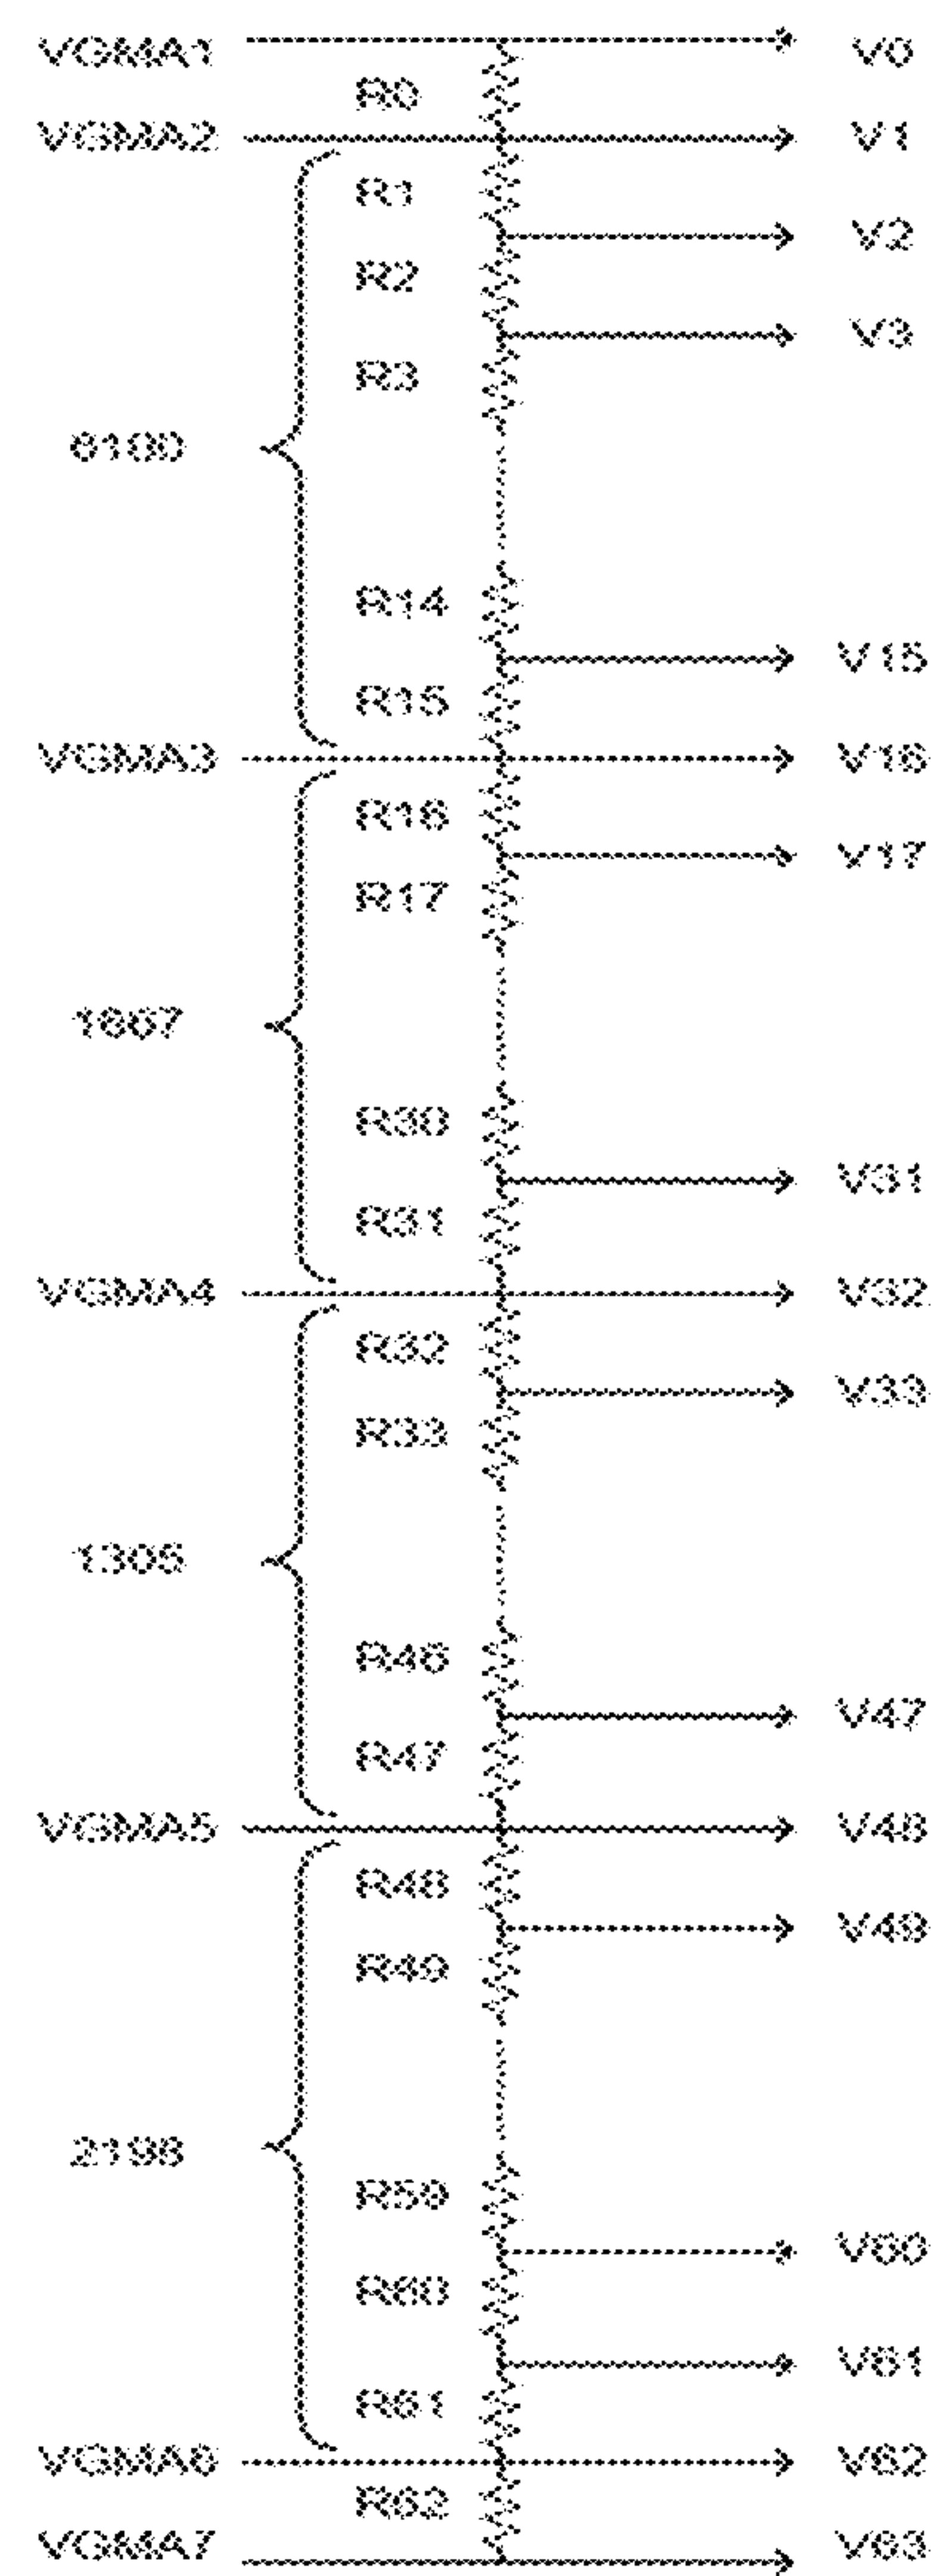 VGMA1 V0
R0
VGMA2 V1
R1
V2
R2
V3
R3
6100
R14
V15
R15
VGMA3 V16
R16
V17
R17
1667
R30
V31
R31
VGMA4 V32
R32
V33
R33
1305
R46
V47
R47
VGMA5 V48
R48
V49
R49
2198
R59
V60
R60
V61
R61
VGMA6 V62
R62
VGMA7 V63